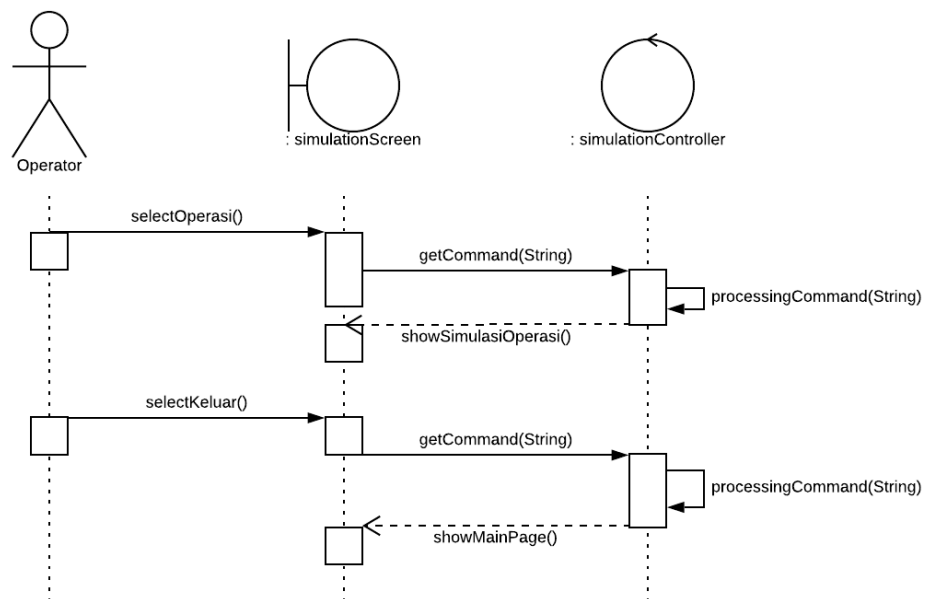 Operator
: simulationScreen
: simulationController
selectOperasi()
getCommand(String)
processingCommand(String)
showSimulasiOperasi()
selectKeluar()
getCommand(String)
processingCommand(String)
showMainPage()